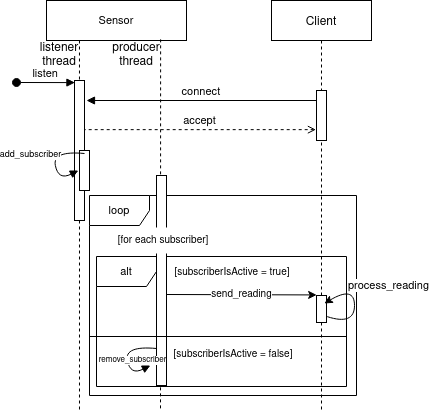 Sensor
Client
listener
thread
producer
thread
listen
connect
accept
add_subscriber
loop
[for each subscriber]
alt
[subscriberIsActive = true]
send_reading
process_reading
remove_subscriber
[subscriberIsActive = false]